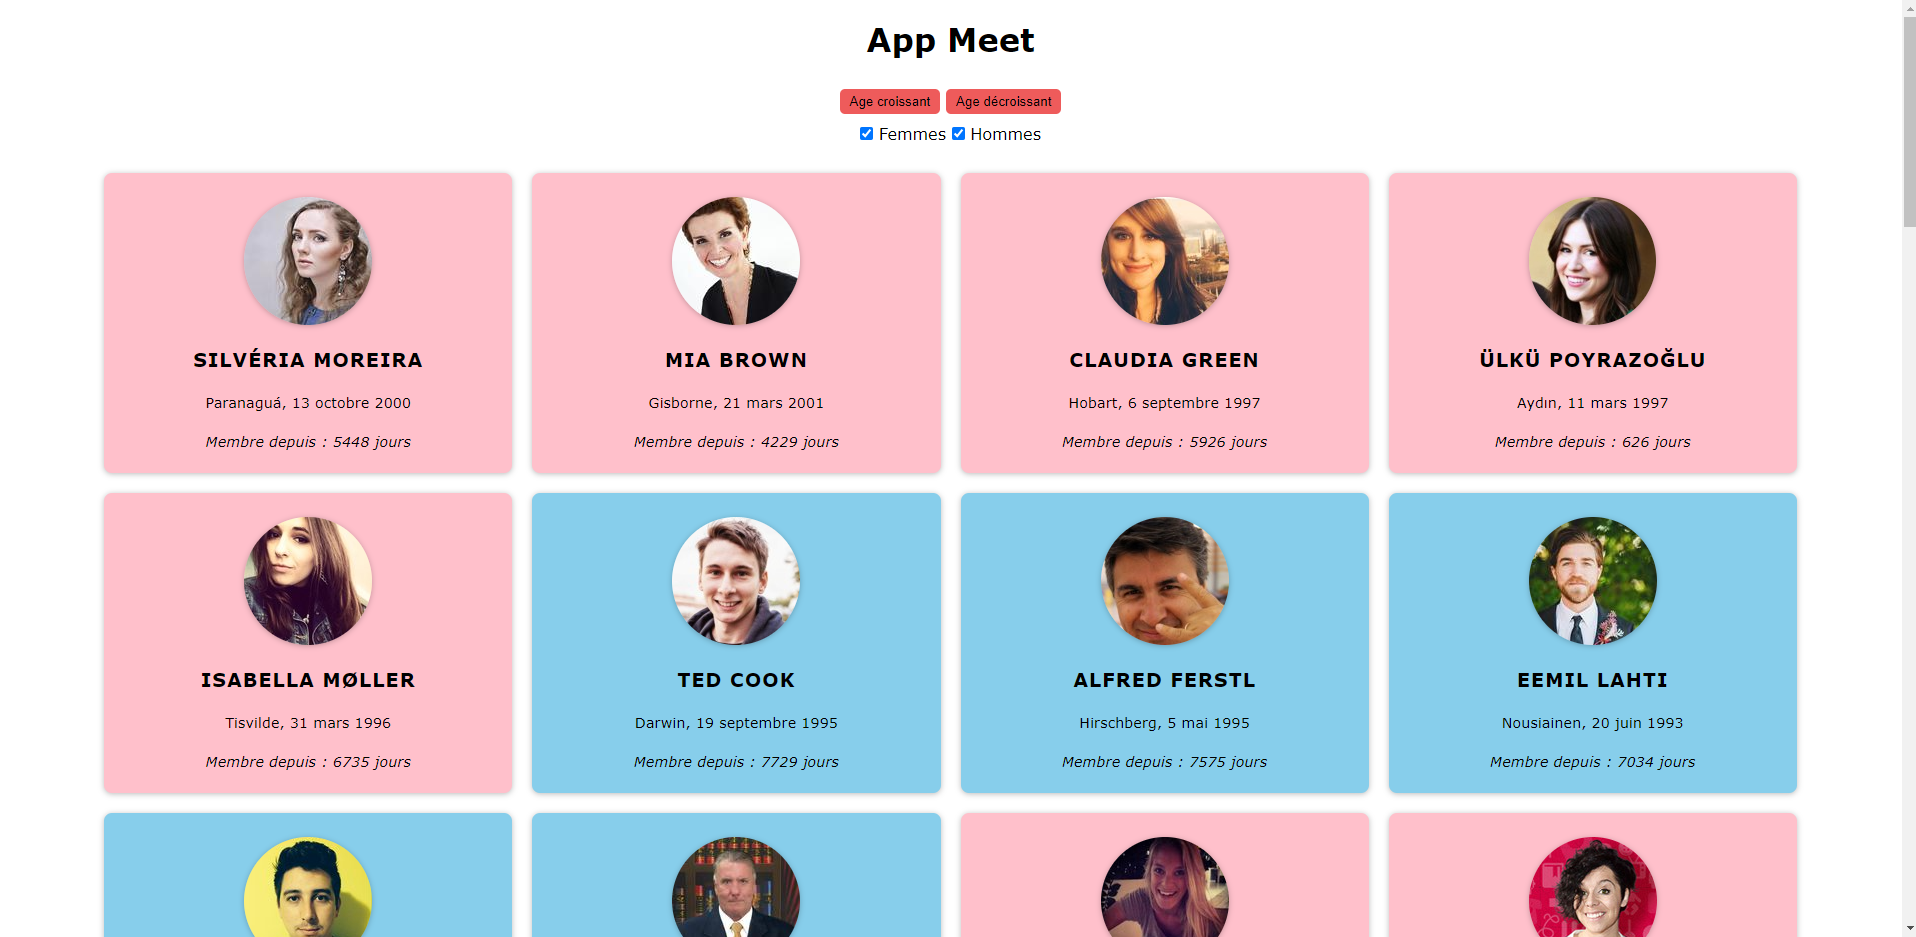 App Meet
Age croissant Age décroissant
Femmes Hommes
SILVÉRIA MOREIRA
Paranaguá, 13 octobre 2000
Membre depuis : 5448 jours
MIA BROWN
Gisborne, 21 mars 2001
Membre depuis : 4229 jours
CLAUDIA GREEN
Hobart, 6 septembre 1997
Membre depuis : 5926 jours
ÜLKÜ POYRAZOĞLU
Aydın, 11 mars 1997
Membre depuis : 626 jours
ISABELLA MØLLER
Tisvilde, 31 mars 1996
Membre depuis : 6735 jours
TED COOK
Darwin, 19 septembre 1995
Membre depuis : 7729 jours
ALFRED FERSTL
Hirschberg, 5 mai 1995
Membre depuis : 7575 jours
EEMIL LAHTI
Nousiainen, 20 juin 1993
Membre depuis : 7034 jours